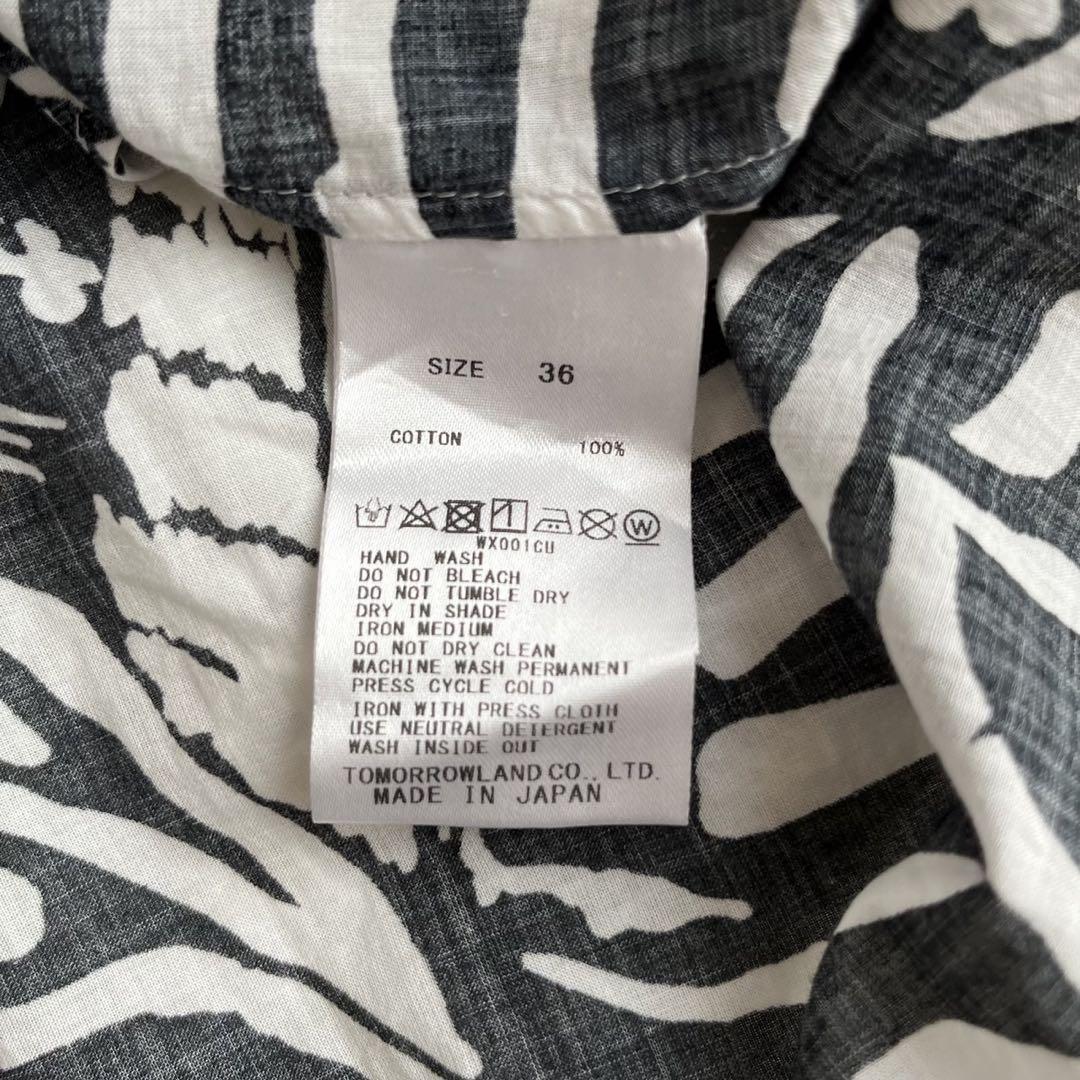 SIZE 36
COTTON 100%
W
WX001CU
HAND WASH
DO NOT BLEACH
DO NOT TUMBLE DRY
DRY IN SHADE
IRON MEDIUM
DO NOT DRY CLEAN
MACHINE WASH PERMANENT
PRESS CYCLE COLD
IRON WITH PRESS CLOTH
USE NEUTRAL DETERGENT
WASH INSIDE OUT
TOMORROWLAND CO., LTD.
MADE IN JAPAN